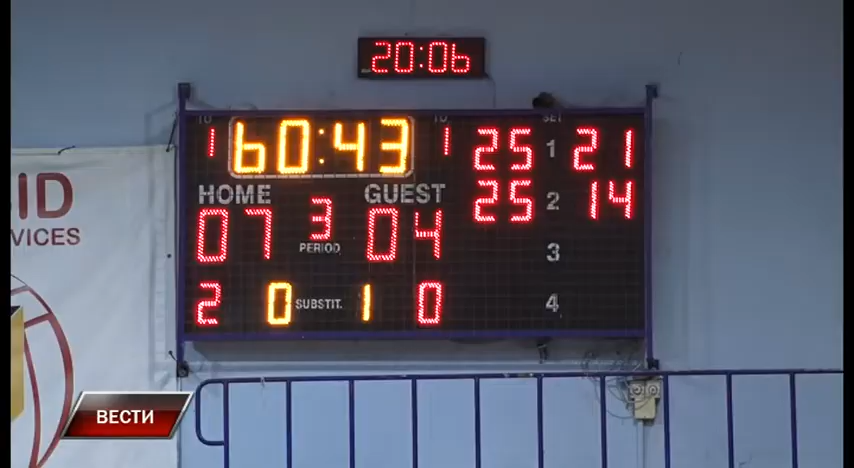 20:06
TO
TO
SET
1
60:43
1
25
1
21
HOME
GUEST
25
2
14
07
3
04
PERIOD
3
2
0
SUBSTIT.
1
0
4
SID
VICES
ВЕСТИ